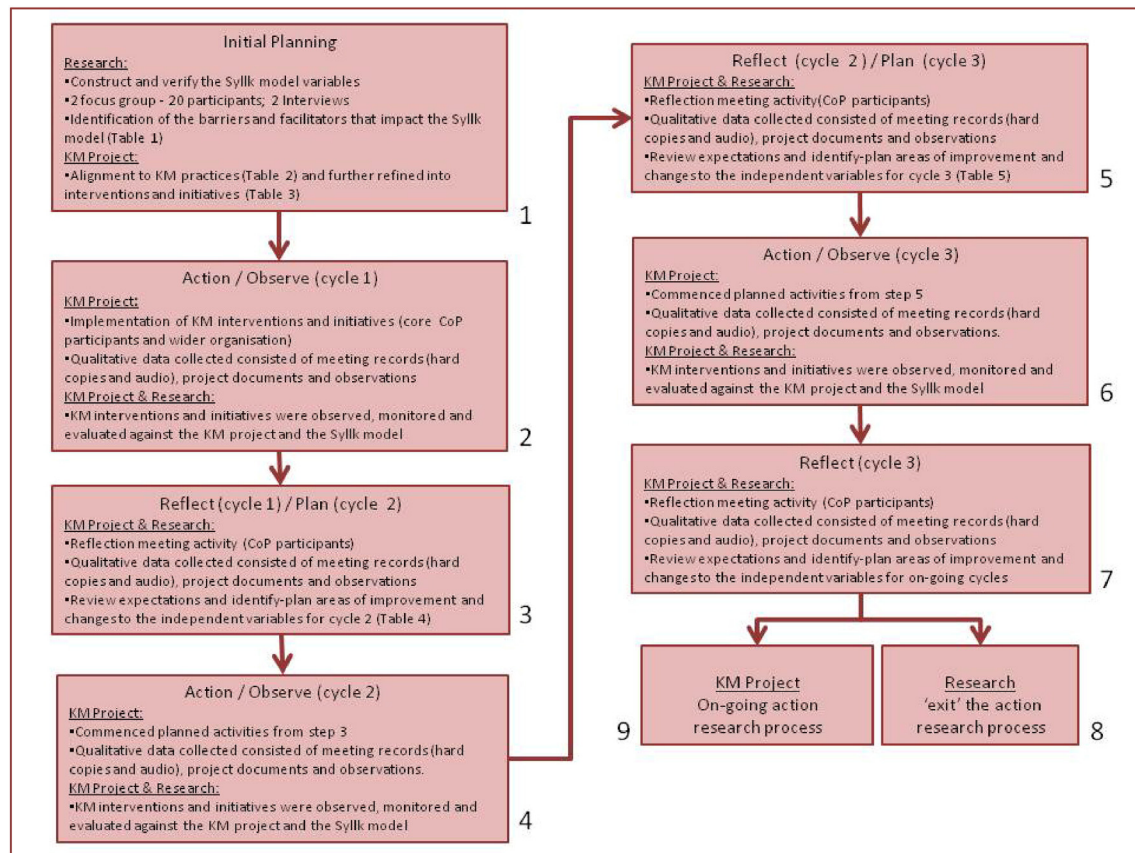 Initial Planning
Research:
▪Construct and verify the Syllk model variables
▪2 focus group - 20 participants; 2 Interviews
▪Identification of the barriers and facilitators that impact the Syllk
model (Table 1)
KM Project:
▪Alignment to KM practices (Table 2) and further refined into
interventions and initiatives (Table 3)
1
Action / Observe (cycle 1)
KM Project:
▪Implementation of KM interventions and initiatives (core CoP
participants and wider organisation)
▪Qualitative data collected consisted of meeting records (hard
copies and audio), project documents and observations
KM Project & Research:
▪KM interventions and initiatives were observed, monitored and
evaluated against the KM project and the Syllk model
2
Reflect (cycle 1) / Plan (cycle 2)
KM Project & Research:
▪Reflection meeting activity (CoP participants)
▪Qualitative data collected consisted of meeting records (hard
copies and audio), project documents and observations
▪Review expectations and identify-plan areas of improvement and
changes to the independent variables for cycle 2 (Table 4)
3
Action / Observe (cycle 2)
KM Project:
▪Commenced planned activities from step 3
▪Qualitative data collected consisted of meeting records (hard
copies and audio), project documents and observations.
KM Project & Research:
▪KM interventions and initiatives were observed, monitored and
evaluated against the KM project and the Syllk model
4
Reflect (cycle 2 ) / Plan (cycle 3)
KM Project & Research:
▪Reflection meeting activity(CoP participants)
▪Qualitative data collected consisted of meeting records (hard
copies and audio), project documents and observations
▪Review expectations and identify-plan areas of improvement and
changes to the independent variables for cycle 3 (Table 5)
5
Action / Observe (cycle 3)
KM Project:
▪Commenced planned activities from step 5
▪Qualitative data collected consisted of meeting records (hard
copies and audio), project documents and observations.
KM Project & Research:
▪KM interventions and initiatives were observed, monitored and
evaluated against the KM project and the Syllk model
6
Reflect (cycle 3)
KM Project & Research:
▪Reflection meeting activity (CoP participants)
▪Qualitative data collected consisted of meeting records (hard
copies and audio), project documents and observations
▪Review expectations and identify-plan areas of improvement and
changes to the independent variables for on-going cycles
7
KM Project
On-going action
research process
9
Research
‘exit’ the action
research process
8